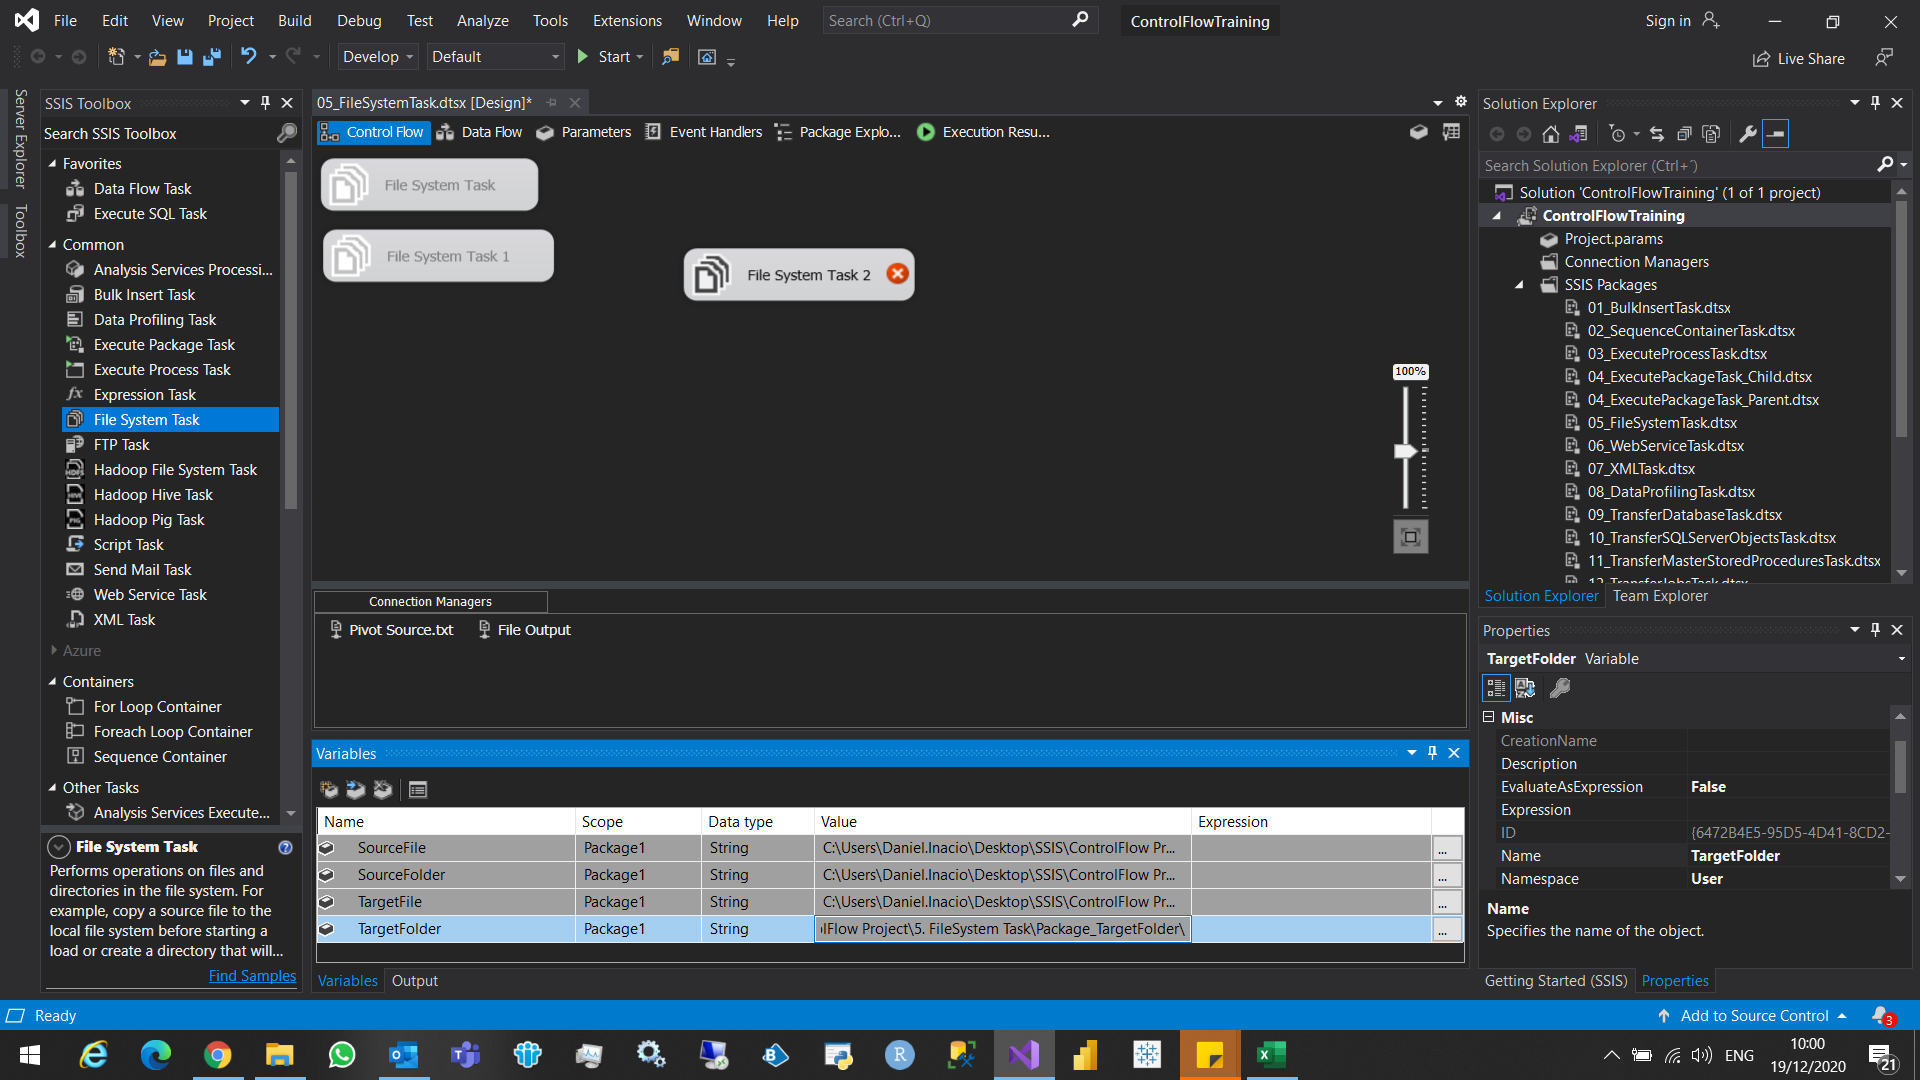 File Edit View Project Build Debug Test Analyze Tools Extensions Window Help Search (Ctrl+Q) ControlFlowTraining Sign in
Develop Default Start Live Share
Server Explorer
Toolbox
SSIS Toolbox
Search SSIS Toolbox
Favorites
Data Flow Task
Execute SQL Task
Common
Analysis Services Processi...
Bulk Insert Task
Data Profiling Task
Execute Package Task
Execute Process Task
Expression Task
File System Task
FTP Task
Hadoop File System Task
Hadoop Hive Task
Hadoop Pig Task
Script Task
Send Mail Task
Web Service Task
XML Task
Azure
Containers
For Loop Container
Foreach Loop Container
Sequence Container
Other Tasks
Analysis Services Execute...
File System Task
Performs operations on files and
directories in the file system. For
example, copy a source file to the
local file system before starting a
load or create a directory that will...
Find Samples
05_FileSystemTask.dtsx [Design]*
Control Flow Data Flow Parameters Event Handlers Package Explo... Execution Resu...
File System Task
File System Task 1
File System Task 2
100%
Connection Managers
Pivot Source.txt File Output
Variables
Name Scope Data type Value Expression
SourceFile Package1 String C:\Users\Daniel.Inacio\Desktop\SSIS\ControlFlow Pr... ...
SourceFolder Package1 String C:\Users\Daniel.Inacio\Desktop\SSIS\ControlFlow Pr... ...
TargetFile Package1 String C:\Users\Daniel.Inacio\Desktop\SSIS\ControlFlow Pr... ...
TargetFolder Package1 String lFlow Project\5. FileSystem Task\Package_TargetFolder\ ...
Variables Output
Solution Explorer
Search Solution Explorer (Ctrl+´)
Solution 'ControlFlowTraining' (1 of 1 project)
ControlFlowTraining
Project.params
Connection Managers
SSIS Packages
01_BulkInsertTask.dtsx
02_SequenceContainerTask.dtsx
03_ExecuteProcessTask.dtsx
04_ExecutePackageTask_Child.dtsx
04_ExecutePackageTask_Parent.dtsx
05_FileSystemTask.dtsx
06_WebServiceTask.dtsx
07_XMLTask.dtsx
08_DataProfilingTask.dtsx
09_TransferDatabaseTask.dtsx
10_TransferSQLServerObjectsTask.dtsx
11_TransferMasterStoredProceduresTask.dtsx
12_TransferJobsTask.dtsx
Solution Explorer Team Explorer
Properties
TargetFolder Variable
Misc
CreationName
Description
EvaluateAsExpression False
Expression
ID {6472B4E5-95D5-4D41-8CD2-
Name TargetFolder
Namespace User
Name
Specifies the name of the object.
Getting Started (SSIS) Properties
Ready Add to Source Control 3
ENG 10:00
19/12/2020 21